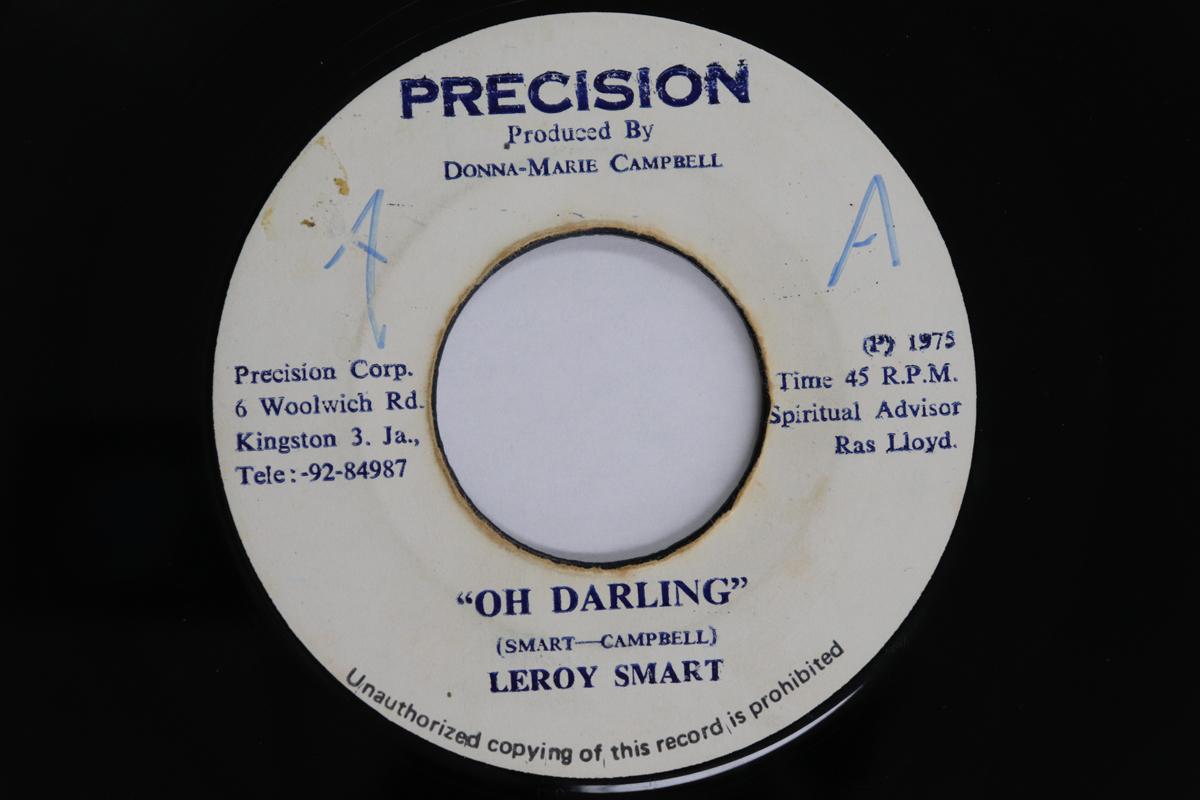 PRECISION
Produced By
DONNA-MARIE CAMPBELL
A
A
Precision Corp.
6 Woolwich Rd.
Kingston 3. Ja.,
Tele:-92-84987
(P) 1975
Time 45 R.P.M.
Spiritual Advisor
Ras Lloyd.
“OH DARLING”
(SMART—CAMPBELL)
LEROY SMART
Unauthorized copying of this record is prohibited